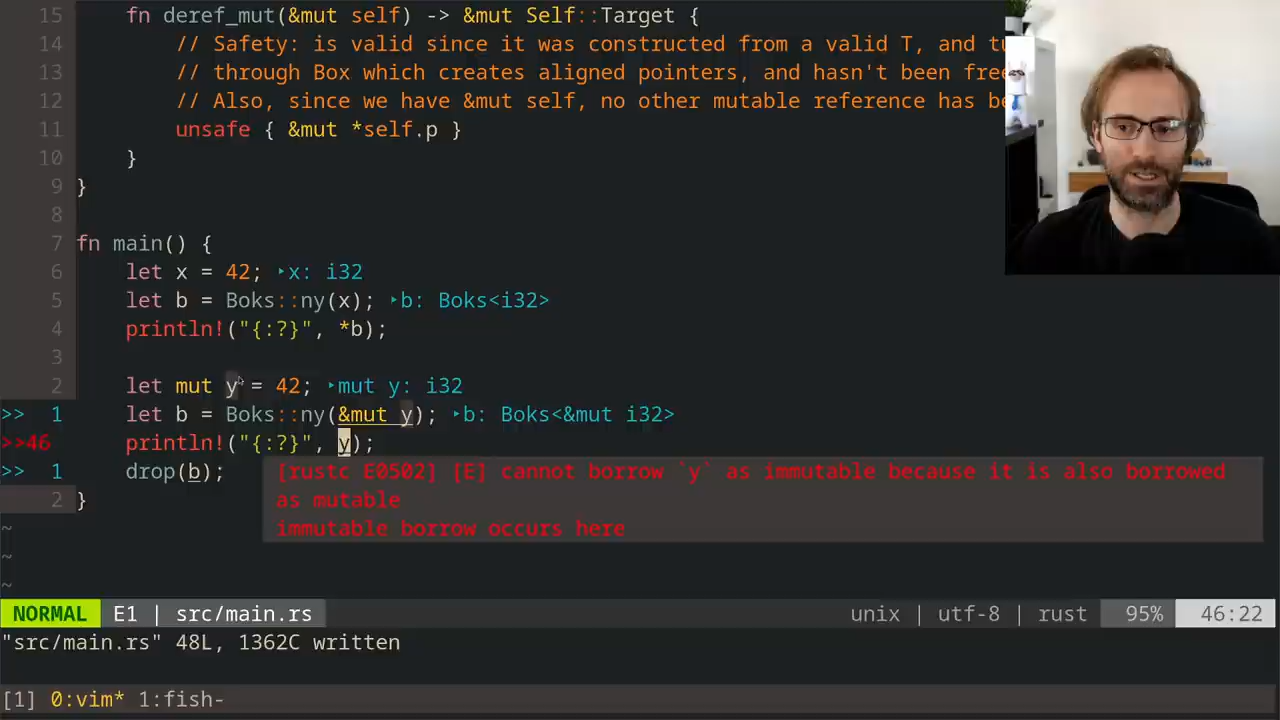 15 fn deref_mut(&mut self) -> &mut Self::Target {
14 // Safety: is valid since it was constructed from a valid T, and tu
13 // through Box which creates aligned pointers, and hasn't been free
12 // Also, since we have &mut self, no other mutable reference has be
11 unsafe { &mut *self.p }
10 }
9 }
8
7 fn main() {
6 let x = 42; ‣x: i32
5 let b = Boks::ny(x); ‣b: Boks<i32>
4 println!("{:?}", *b);
3
2 let mut y = 42; ‣mut y: i32
>> 1 let b = Boks::ny(&mut y); ‣b: Boks<&mut i32>
>>46 println!("{:?}", y);
>> 1 drop(b);
[rustc E0502] [E] cannot borrow `y` as immutable because it is also borrowed
as mutable
immutable borrow occurs here
2 }
~
~
~
NORMAL E1 | src/main.rs unix | utf-8 | rust 95% 46:22
"src/main.rs" 48L, 1362C written
[1] 0:vim* 1:fish-